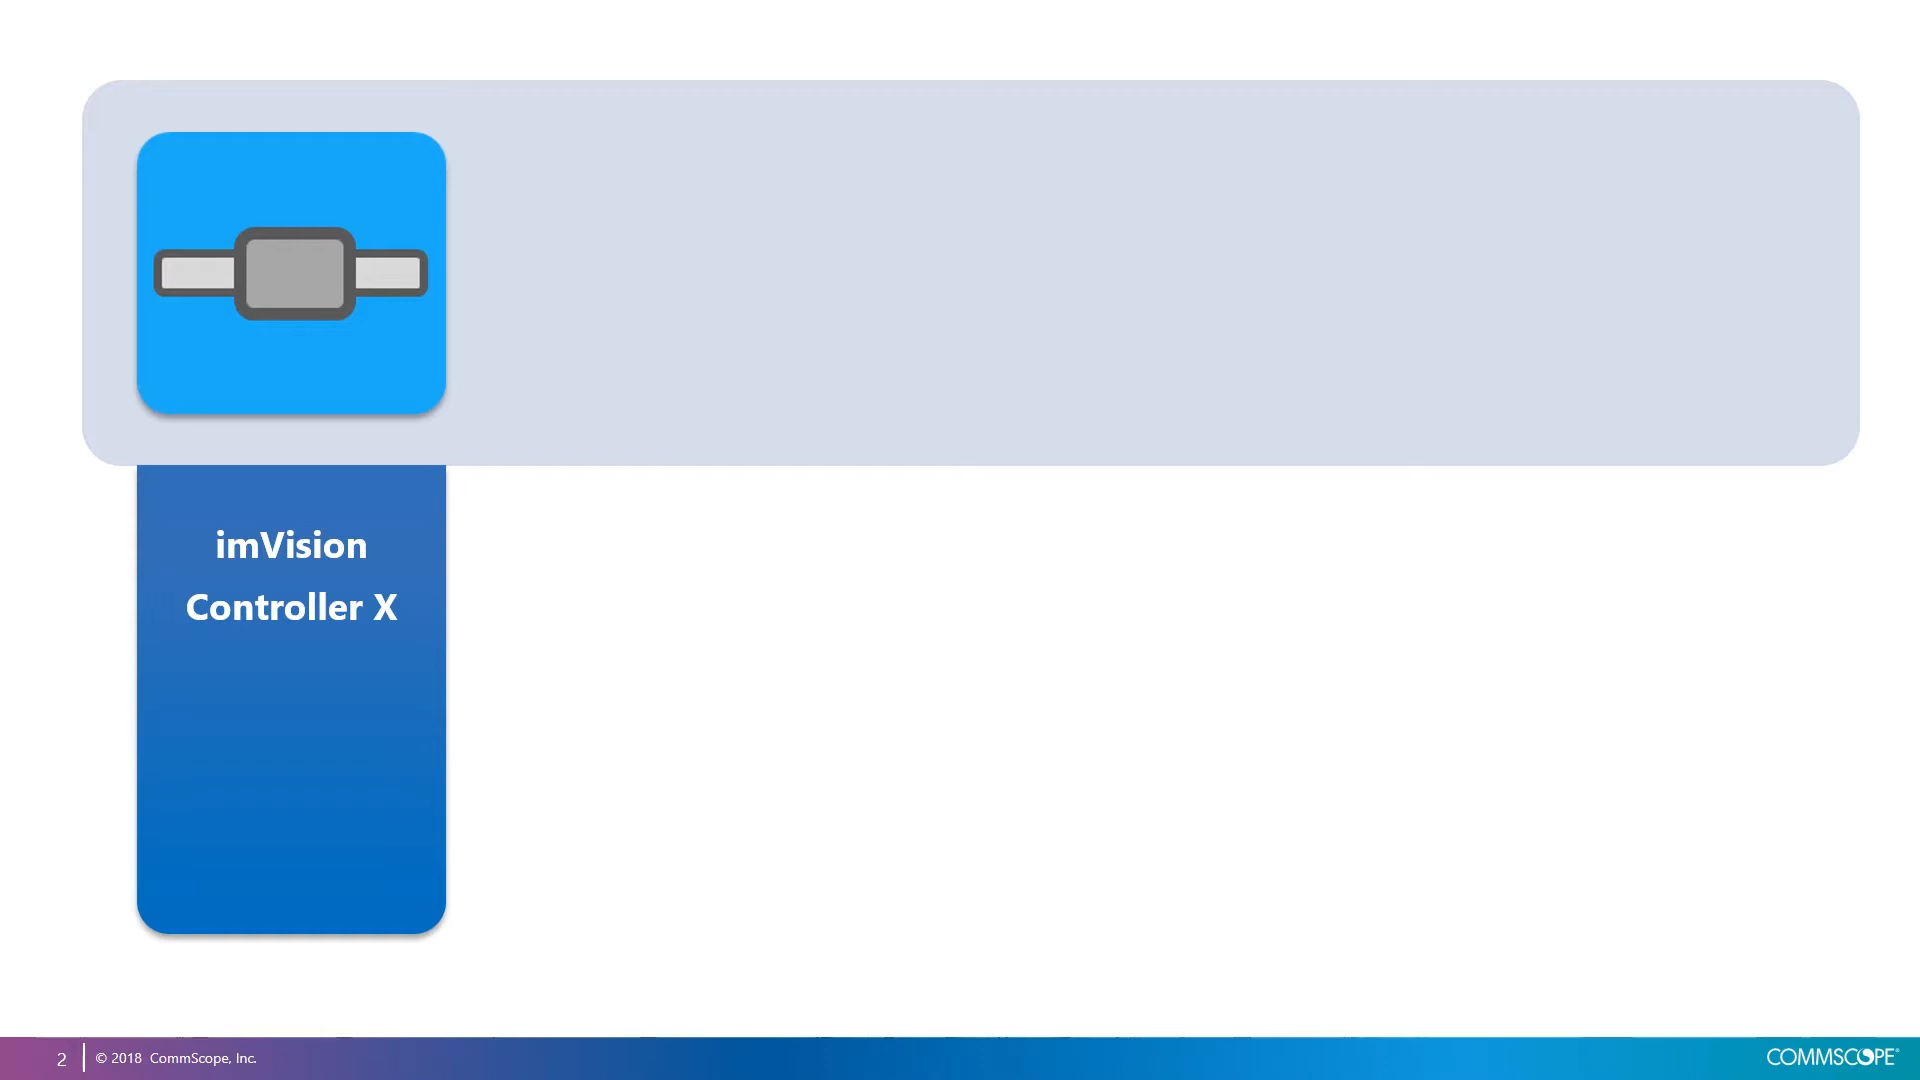 imVision
Controller X
2
© 2018 CommScope, Inc.
COMMSCOPE®